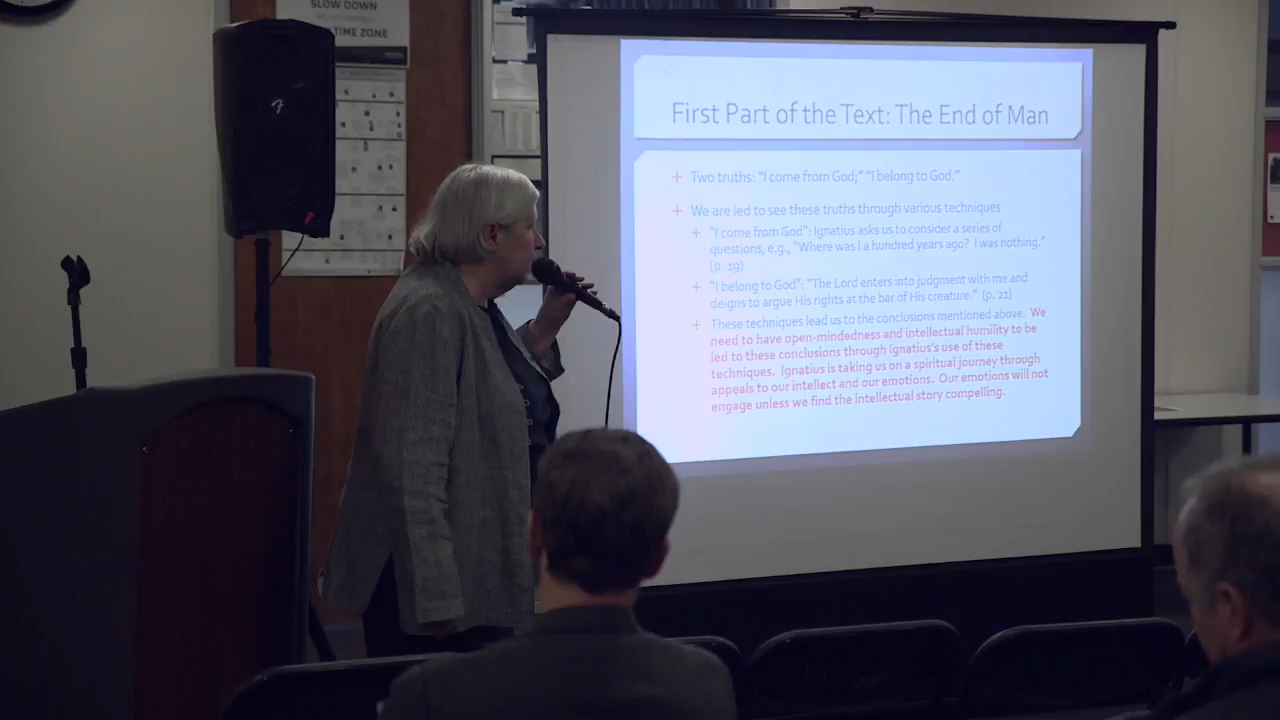 SLOW DOWN
TIME ZONE
First Part of the Text: The End of Man
Two truths: "I come from God;" "I belong to God."
We are led to see these truths through various techniques
"I come from God": Ignatius asks us to consider a series of
questions, e.g., "Where was I a hundred years ago? I was nothing."
(p. 19)
"I belong to God": "The Lord enters into judgment with me and
deigns to argue His rights at the bar of His creature." (p. 21)
These techniques lead us to the conclusions mentioned above. We
need to have open-mindedness and intellectual humility to be
led to these conclusions through Ignatius's use of these
techniques. Ignatius is taking us on a spiritual journey through
appeals to our intellect and our emotions. Our emotions will not
engage unless we find the intellectual story compelling.